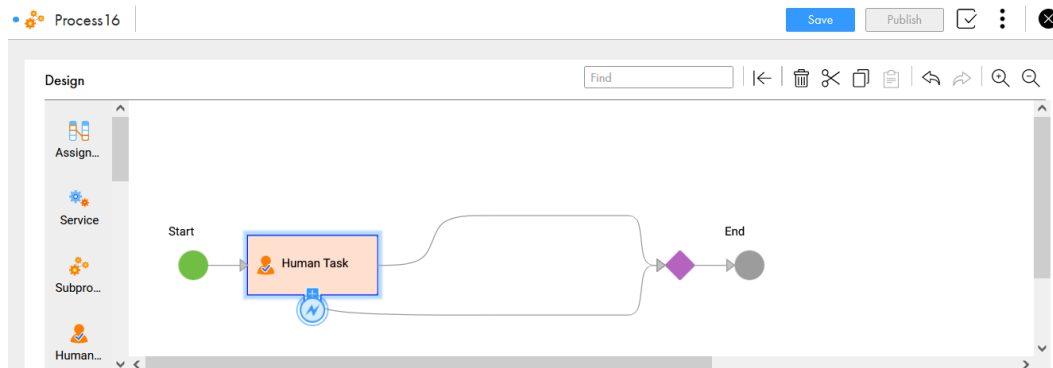 Process16
Save
Publish
Design
Find
Assign...
Service
Subpro...
Human...
Start
Human Task
End